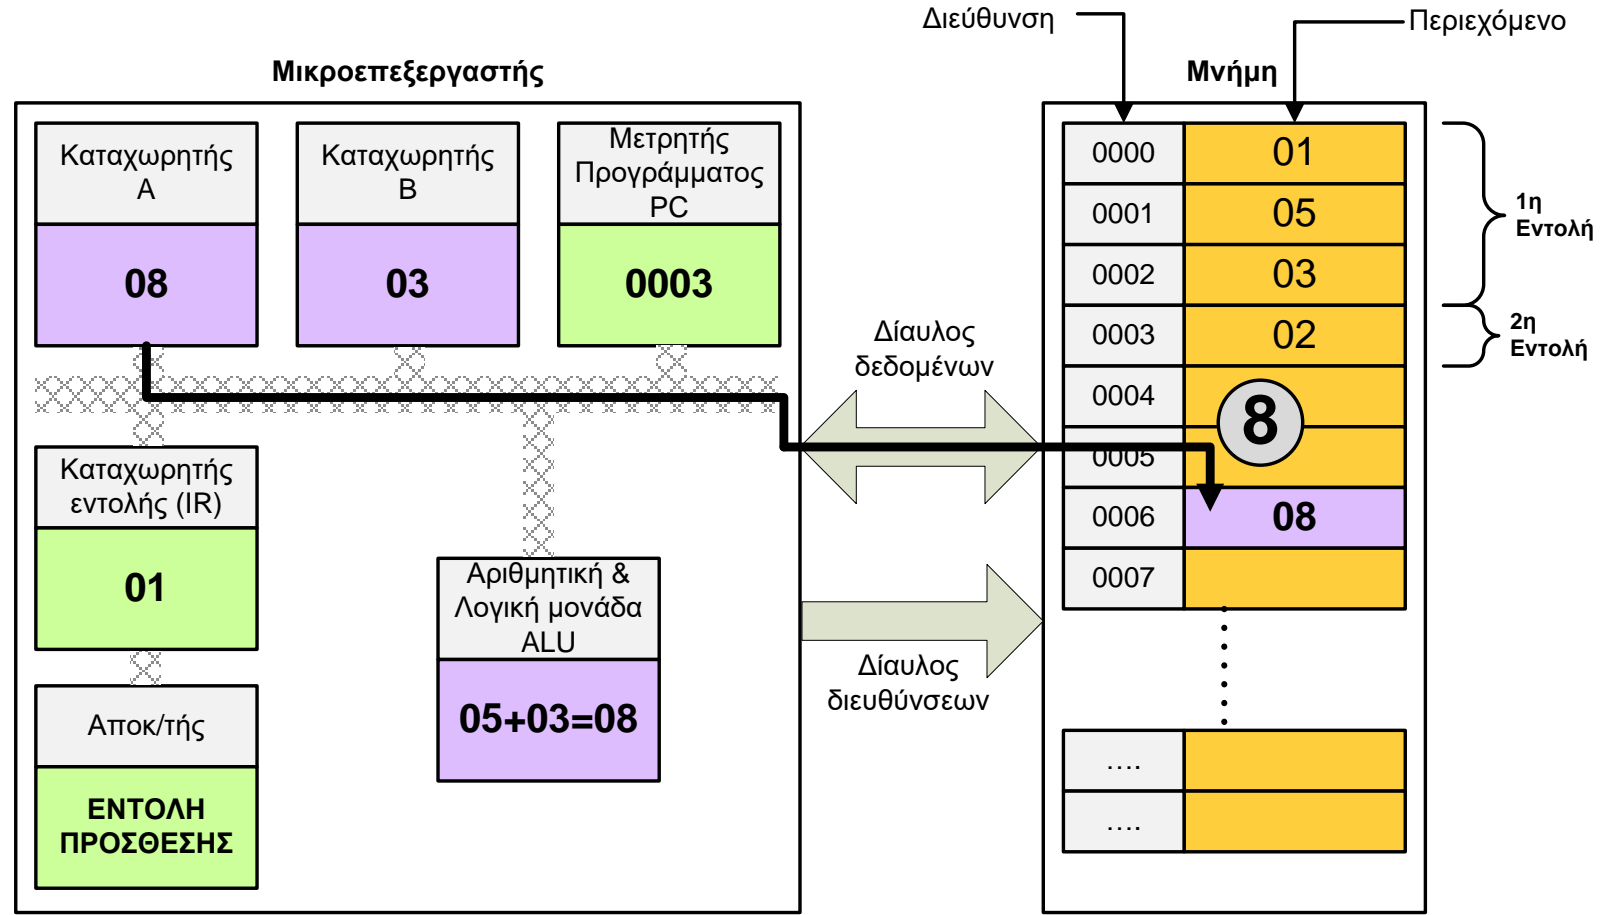 Διεύθυνση
Περιεχόμενο
Μικροεπεξεργαστής
Μνήμη
Καταχωρητής
A
08
Καταχωρητής
B
03
Μετρητής
Προγράμματος
PC
0003
Καταχωρητής
εντολής (IR)
01
Αποκ/τής
ΕΝΤΟΛΗ
ΠΡΟΣΘΕΣΗΣ
Αριθμητική &
Λογική μονάδα
ALU
05+03=08
Δίαυλος
δεδομένων
Δίαυλος
διευθύνσεων
0000 01
0001 05
0002 03
0003 02
0004
8
0005
0006 08
0007
....
....
1η
Εντολή
2η
Εντολή